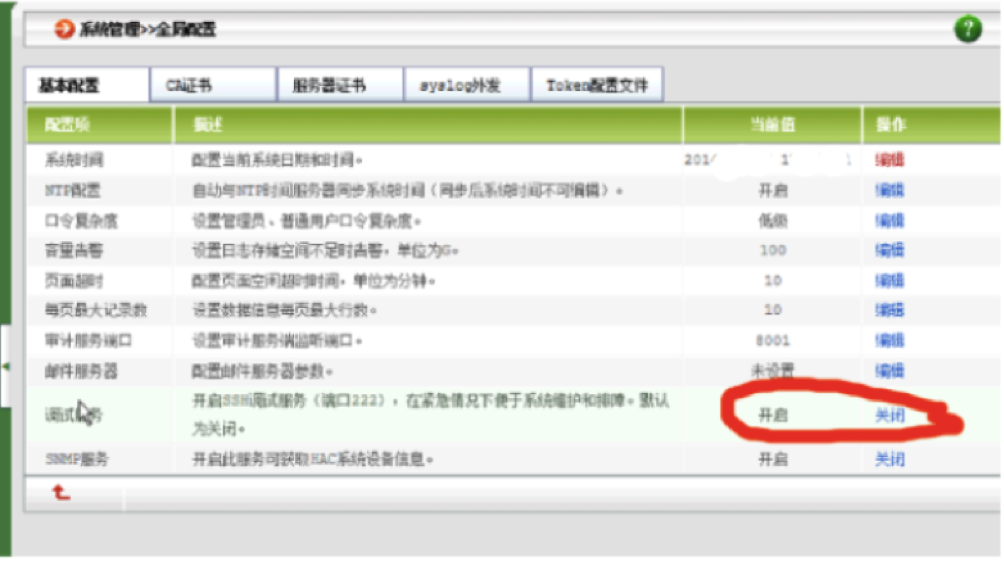 系统管理>>全局配置
基本配置 CA证书 服务器证书 syslog外发 Token配置文件
配置项 描述 当前值 操作
系统时间 配置当前系统日期和时间。 201 编辑
NTP配置 自动与NTP时间服务器同步系统时间（同步后系统时间不可编辑）。 开启 编辑
口令复杂度 设置管理员、普通用户口令复杂度。 低级 编辑
容量告警 设置日志存储空间不足时告警，单位为G。 100 编辑
页面超时 配置页面空闲超时时间，单位为分钟。 10 编辑
每页最大记录数 设置数据信息每页最大行数。 10 编辑
审计服务端口 设置审计服务端监听端口。 8001 编辑
邮件服务器 配置邮件服务器参数。 未设置 编辑
调试服务 开启SSH调试服务（端口222），在紧急情况下便于系统维护和排障。默认
为关闭。 开启 关闭
SNMP服务 开启此服务可获取HAC系统设备信息。 开启 关闭